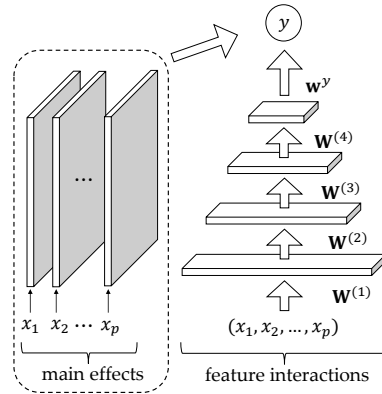 y
w^y
W^(4)
...
W^(3)
W^(2)
W^(1)
x_1 x_2 ... x_p
(x_1, x_2, ..., x_p)
main effects
feature interactions